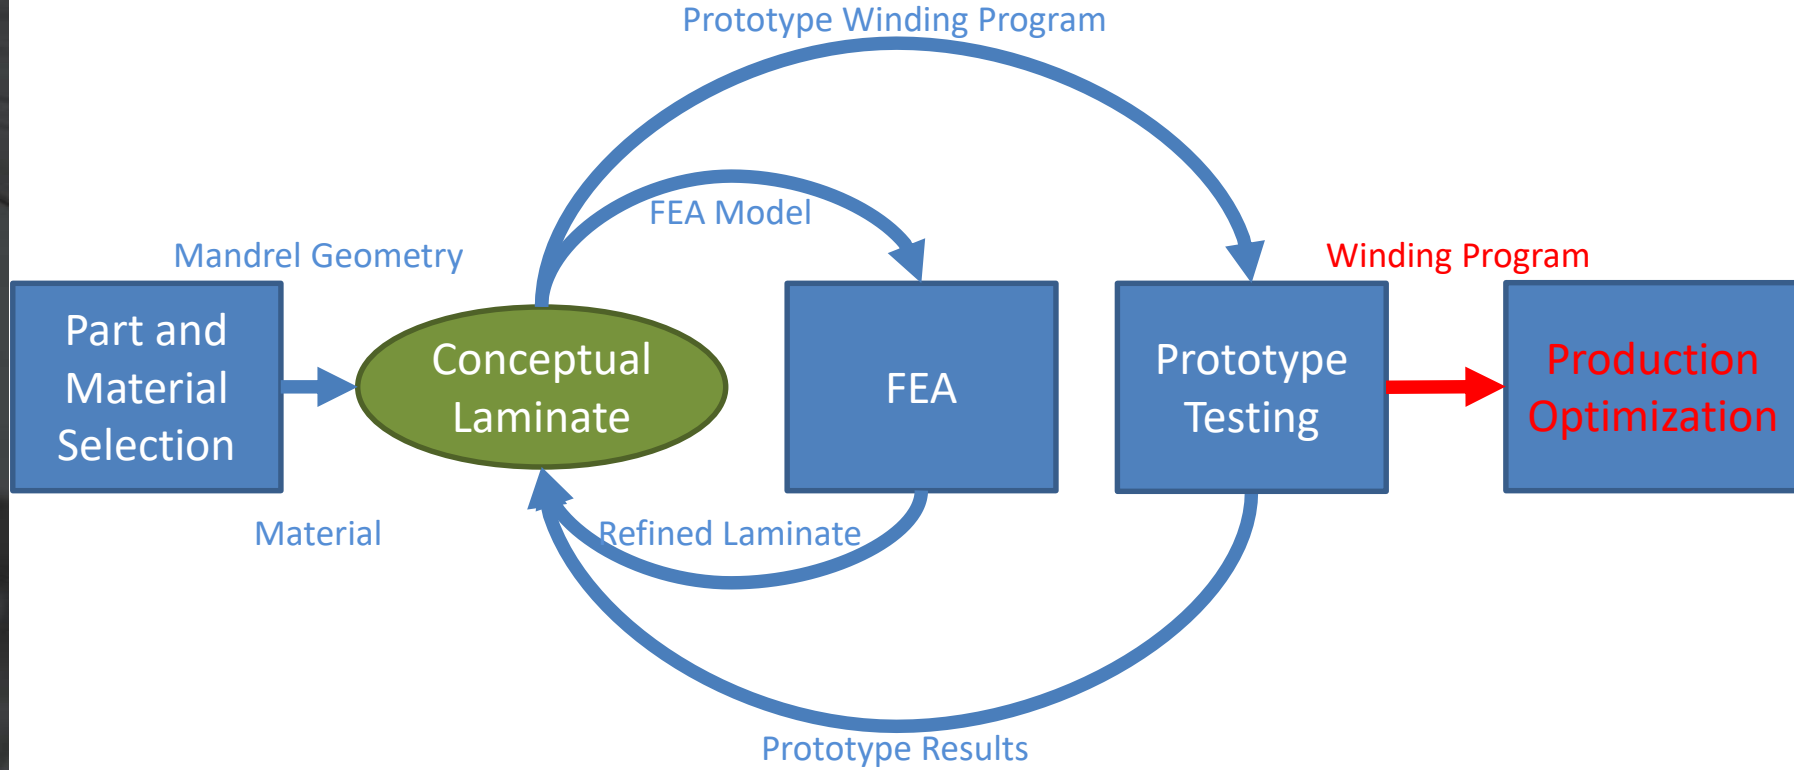 Prototype Winding Program
FEA Model
Mandrel Geometry
Winding Program
Part and
Material
Selection
Conceptual
Laminate
FEA
Prototype
Testing
Production
Optimization
Material
Refined Laminate
Prototype Results